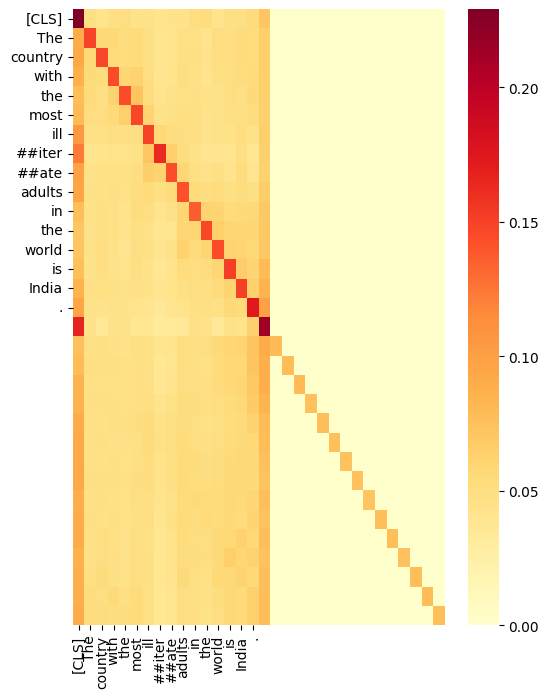 [CLS]
The
country
with
the
most
ill
##iter
##ate
adults
in
the
world
is
India
.
0.20
0.15
0.10
0.05
0.00
[CLS]
The
country
with
the
most
ill
##iter
##ate
adults
in
the
world
is
India
.